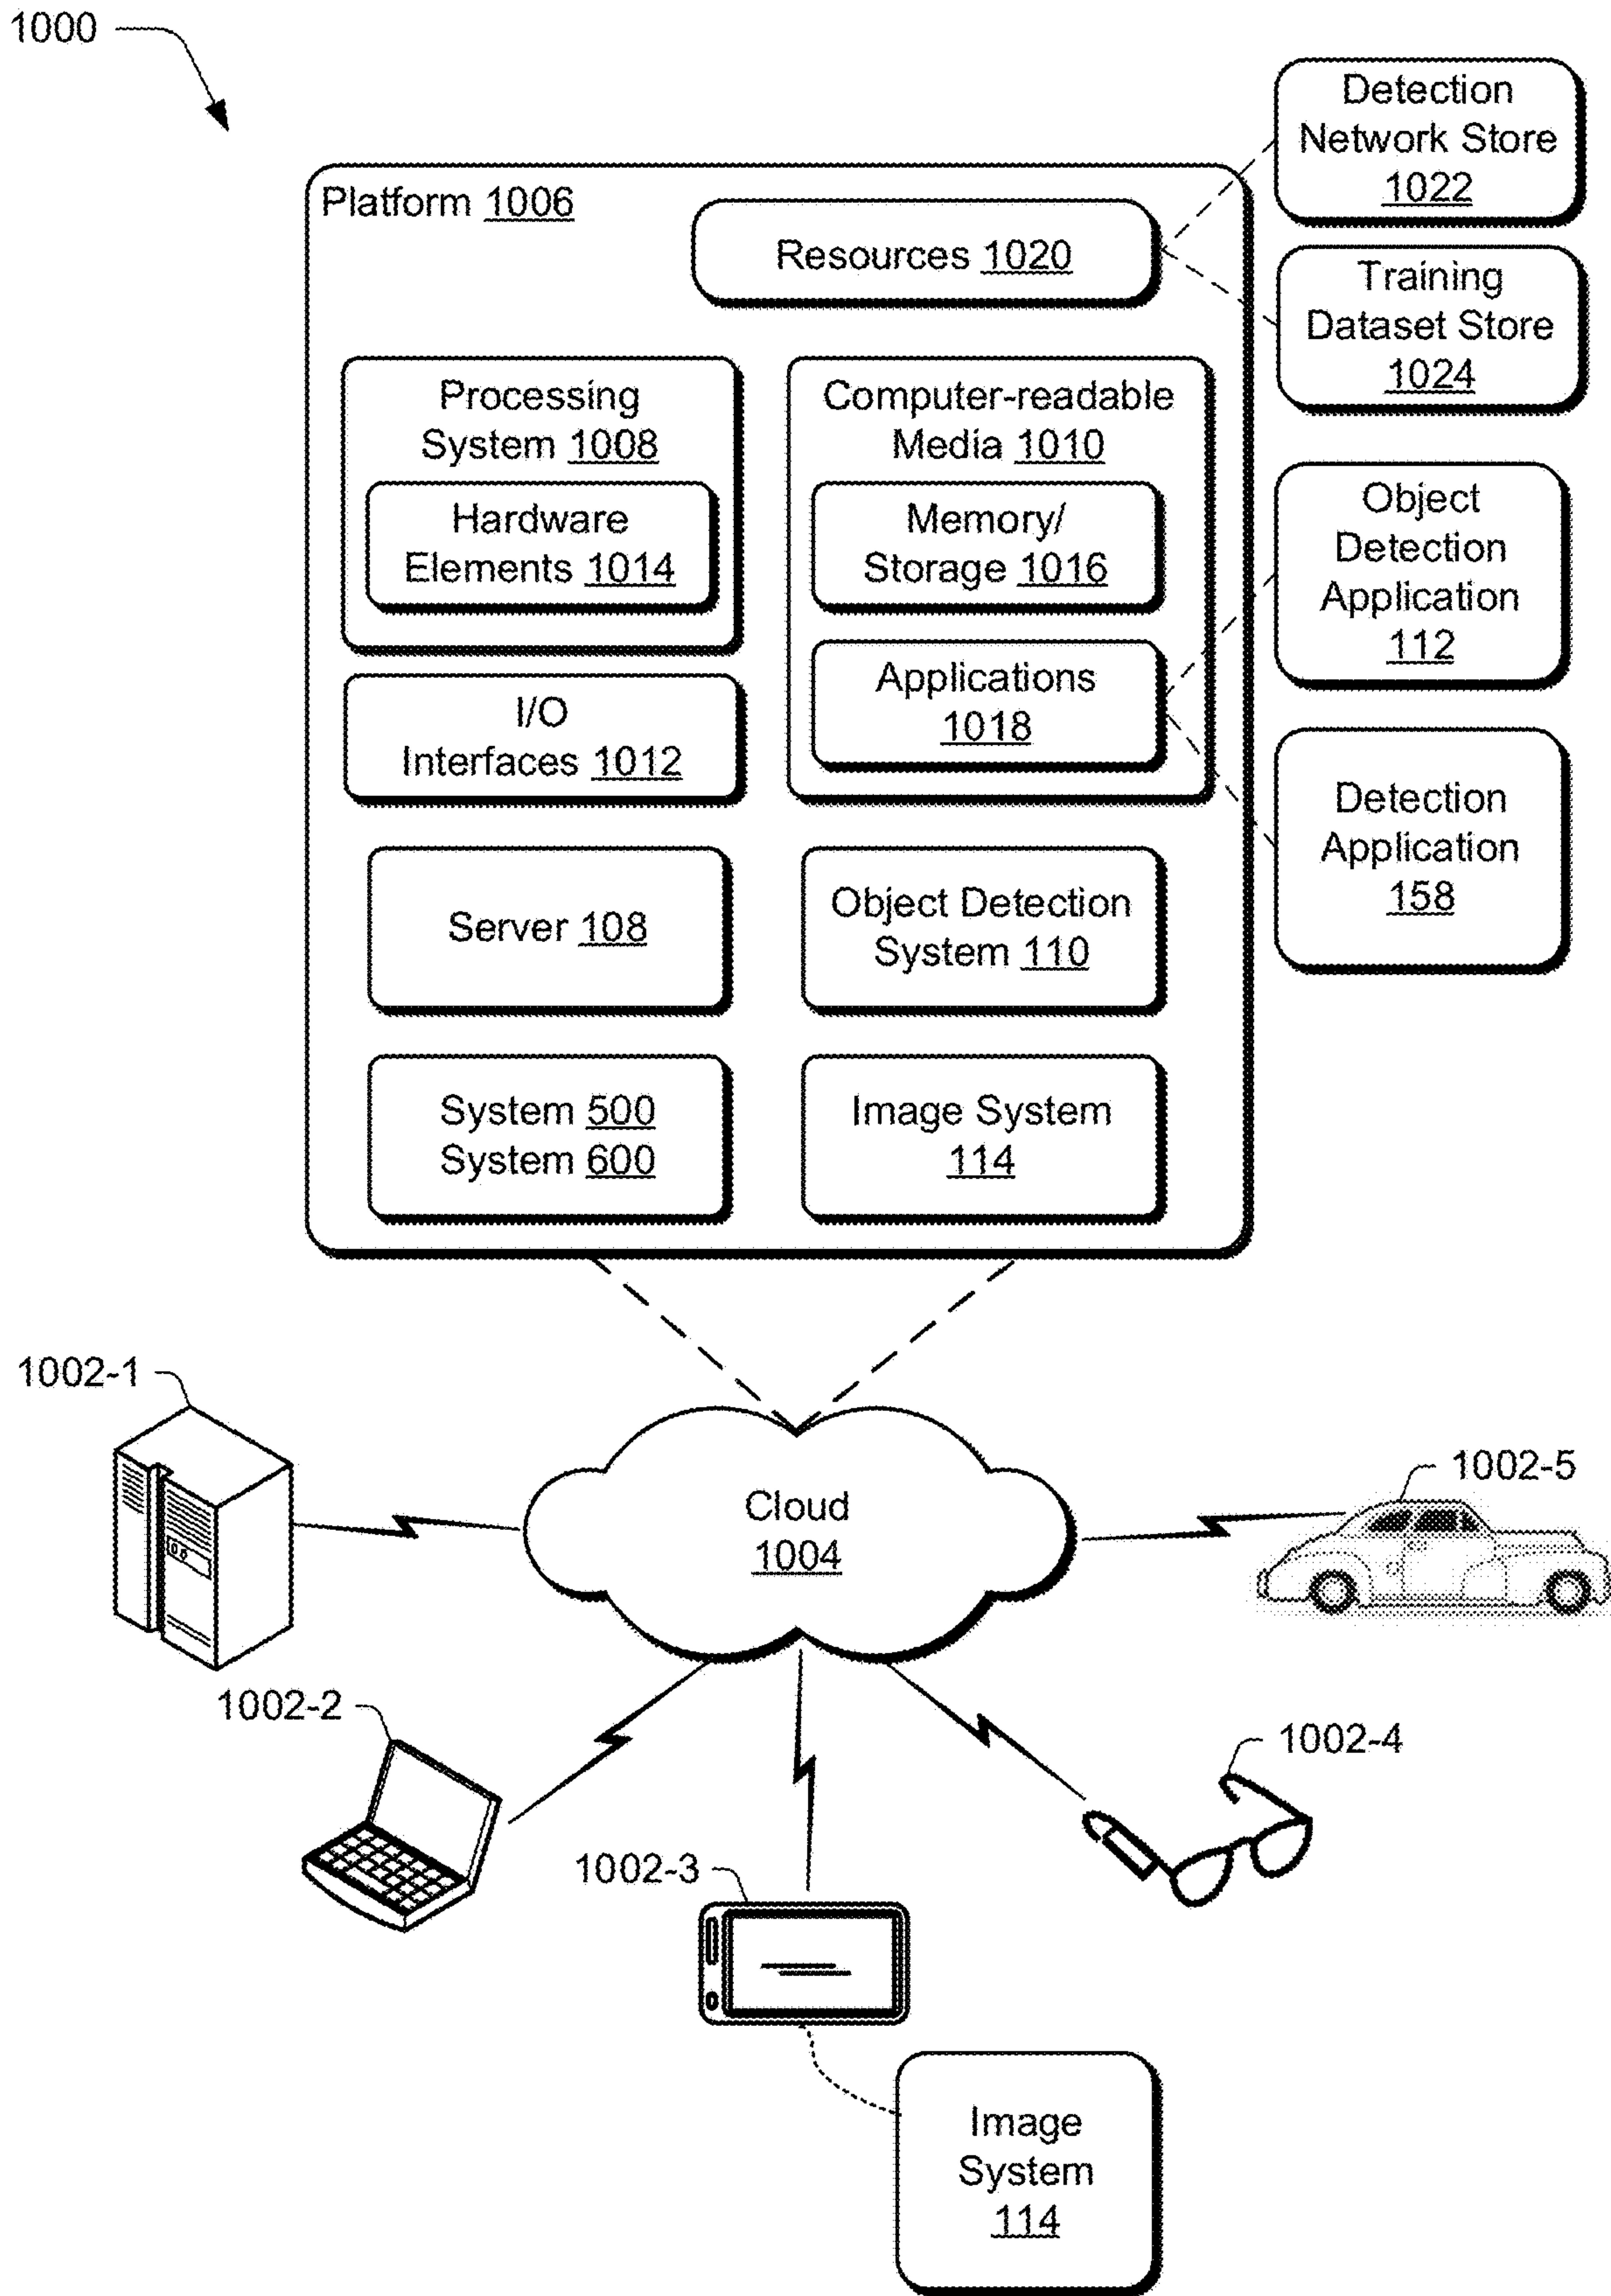 1000
Platform 1006
Resources 1020
Detection
Network Store
1022
Training
Dataset Store
1024
Processing
System 1008
Hardware
Elements 1014
I/O
Interfaces 1012
Computer-readable
Media 1010
Memory/
Storage 1016
Applications
1018
Object
Detection
Application
112
Detection
Application
158
Server 108
Object Detection
System 110
System 500
System 600
Image System
114
1002-1
Cloud
1004
1002-5
1002-2
1002-4
1002-3
Image
System
114